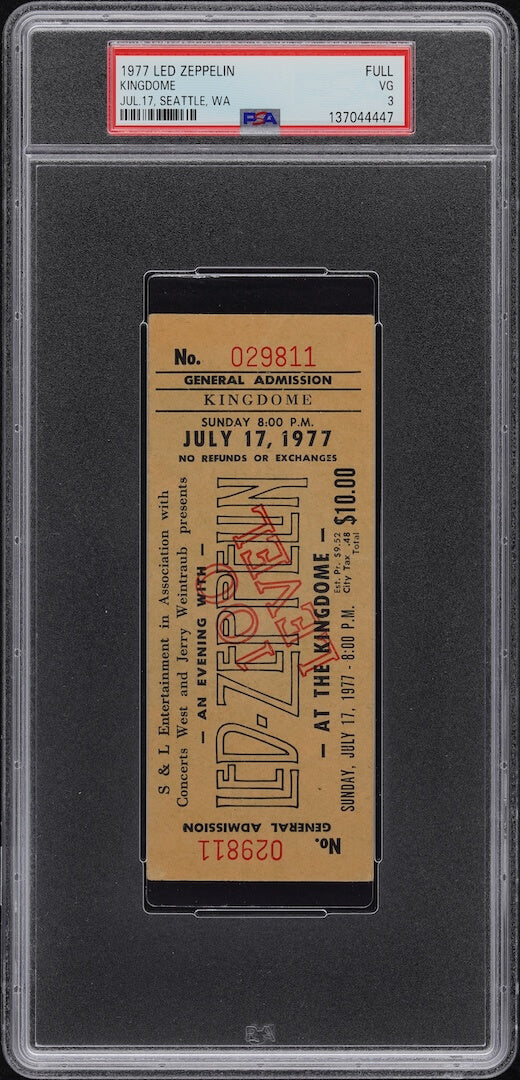 1977 LED ZEPPELIN FULL
KINGDOME VG
JUL.17, SEATTLE, WA 3
PSA 137044447
No. 029811
GENERAL ADMISSION
KINGDOME
SUNDAY 8:00 P.M.
JULY 17, 1977
NO REFUNDS OR EXCHANGES
S & L Entertainment in Association with
Concerts West and Jerry Weintraub presents
— AN EVENING WITH —
LED-ZEPPELIN
— AT THE KINGDOME —
SUNDAY, JULY 17, 1977 - 8:00 P.M.
Est. Pr. $9.52
City Tax .48
Total $10.00
100
LEVEL
GENERAL ADMISSION
No. 029811
PSA